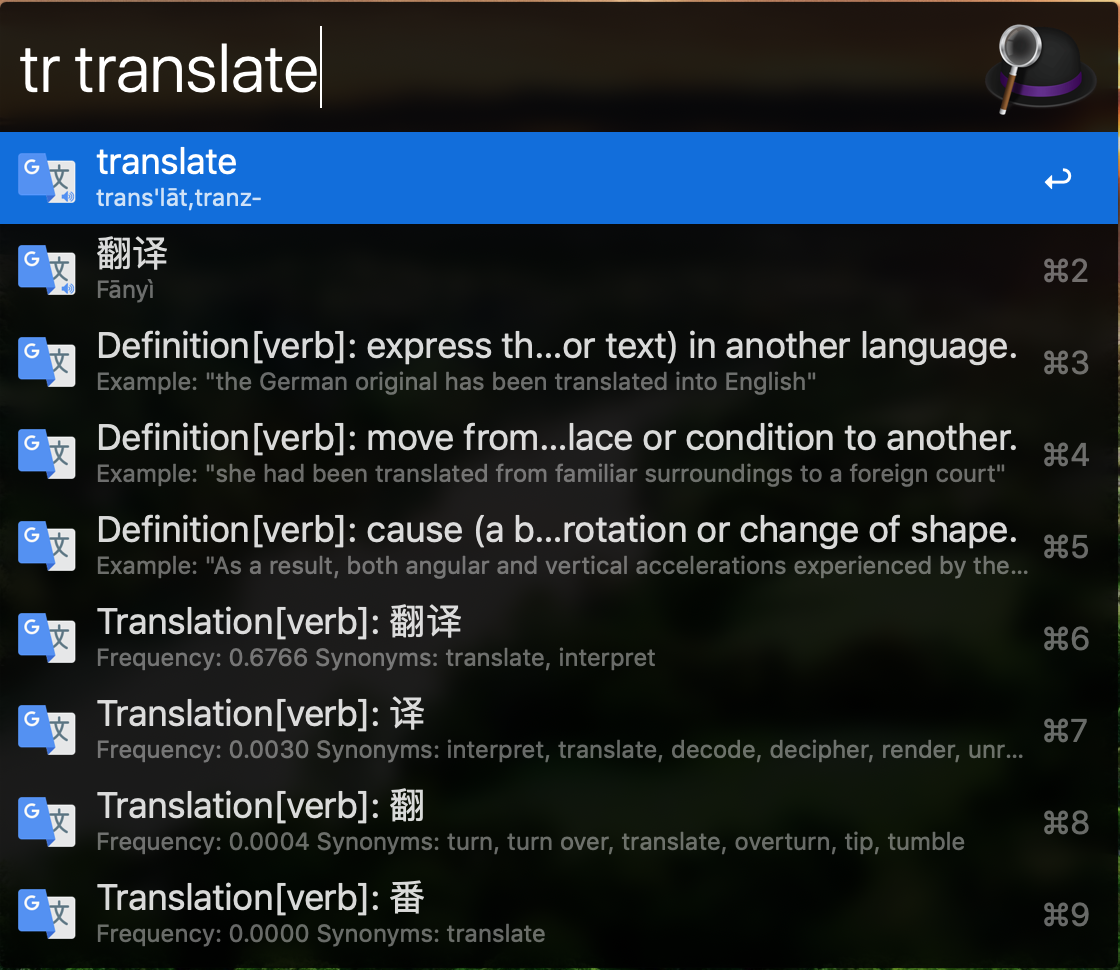 tr translate
translate
trans'lāt,tranz-
翻译
Fānyì
⌘2
Definition[verb]: express th...or text) in another language.
Example: "the German original has been translated into English"
⌘3
Definition[verb]: move from...lace or condition to another.
Example: "she had been translated from familiar surroundings to a foreign court"
⌘4
Definition[verb]: cause (a b...rotation or change of shape.
Example: "As a result, both angular and vertical accelerations experienced by the...
⌘5
Translation[verb]: 翻译
Frequency: 0.6766 Synonyms: translate, interpret
⌘6
Translation[verb]: 译
Frequency: 0.0030 Synonyms: interpret, translate, decode, decipher, render, unr...
⌘7
Translation[verb]: 翻
Frequency: 0.0004 Synonyms: turn, turn over, translate, overturn, tip, tumble
⌘8
Translation[verb]: 番
Frequency: 0.0000 Synonyms: translate
⌘9